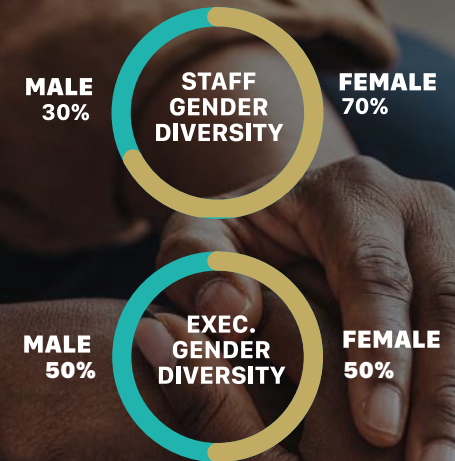 MALE
30%
STAFF
GENDER
DIVERSITY
FEMALE
70%
MALE
50%
EXEC.
GENDER
DIVERSITY
FEMALE
50%